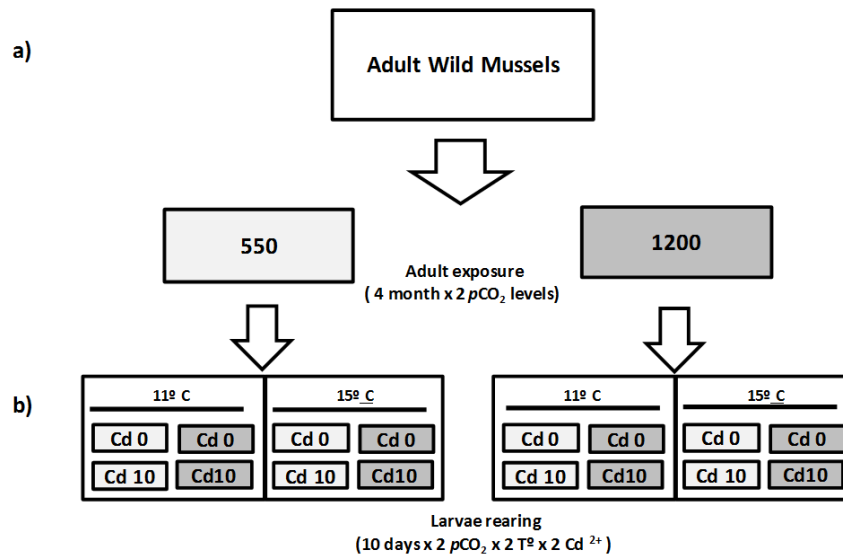 a)
Adult Wild Mussels
550
1200
Adult exposure
( 4 month x 2 pCO₂ levels)
b)
11º C
15º C
11º C
15º C
Cd 0
Cd 0
Cd 0
Cd 0
Cd 0
Cd 0
Cd 0
Cd 0
Cd 10
Cd10
Cd 10
Cd10
Cd 10
Cd10
Cd 10
Cd10
Larvae rearing
(10 days x 2 pCO₂ x 2 Tº x 2 Cd ²⁺ )